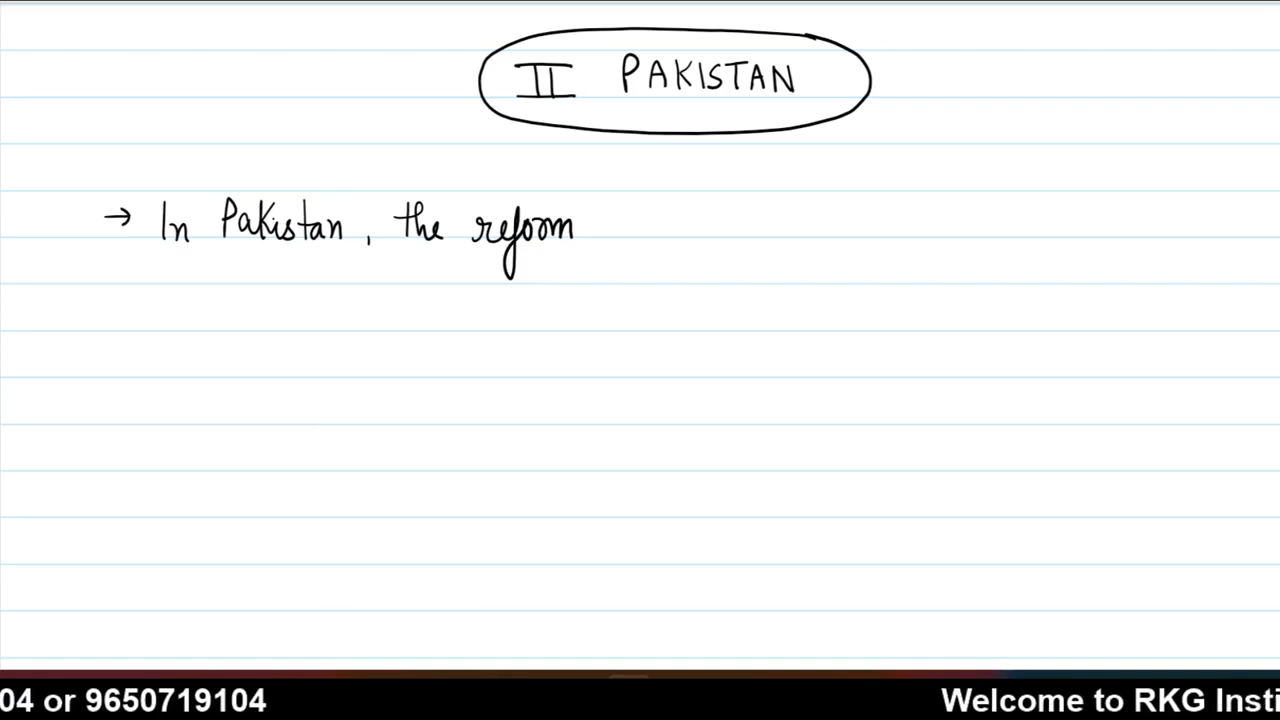 II PAKISTAN
→ In Pakistan, the reform
04 or 9650719104 Welcome to RKG Insti